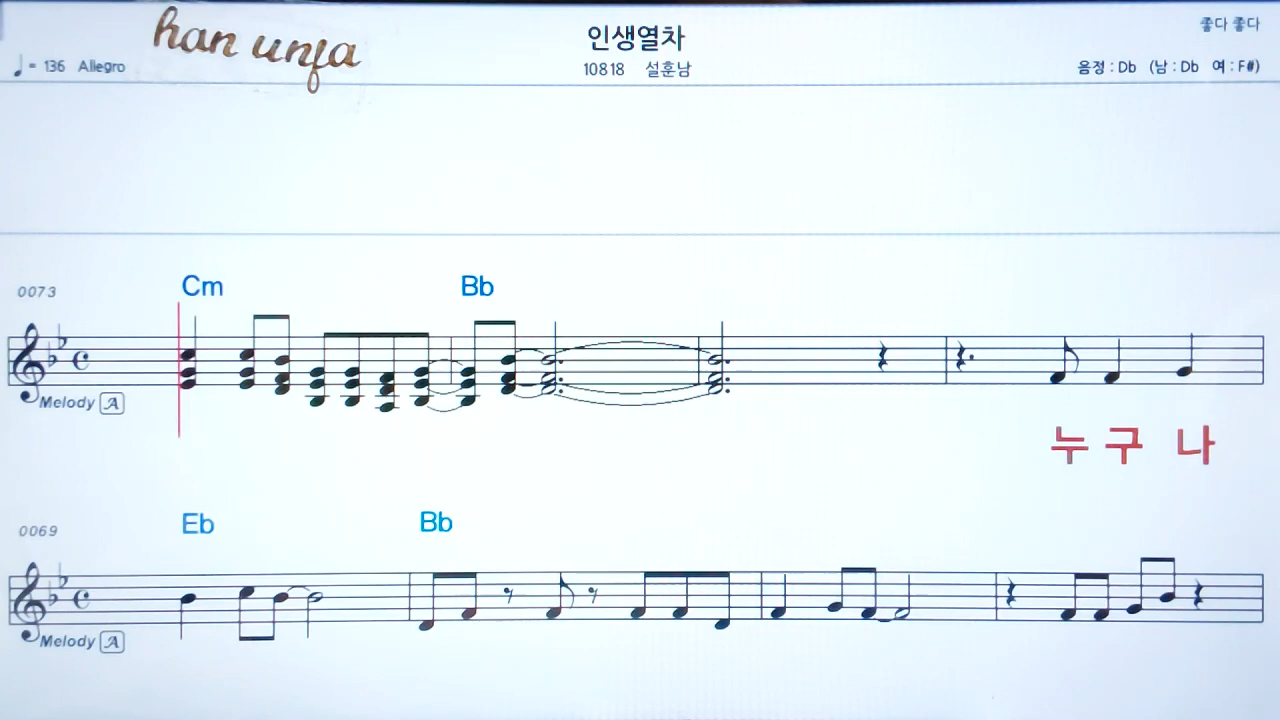 han unja
인생열차
좋다 좋다
♩= 136 Allegro
10818 설훈남
음정 : Db (남 : Db 여 : F#)
0073
Cm Bb
Melody A
누 구 나
0069
Eb Bb
Melody A